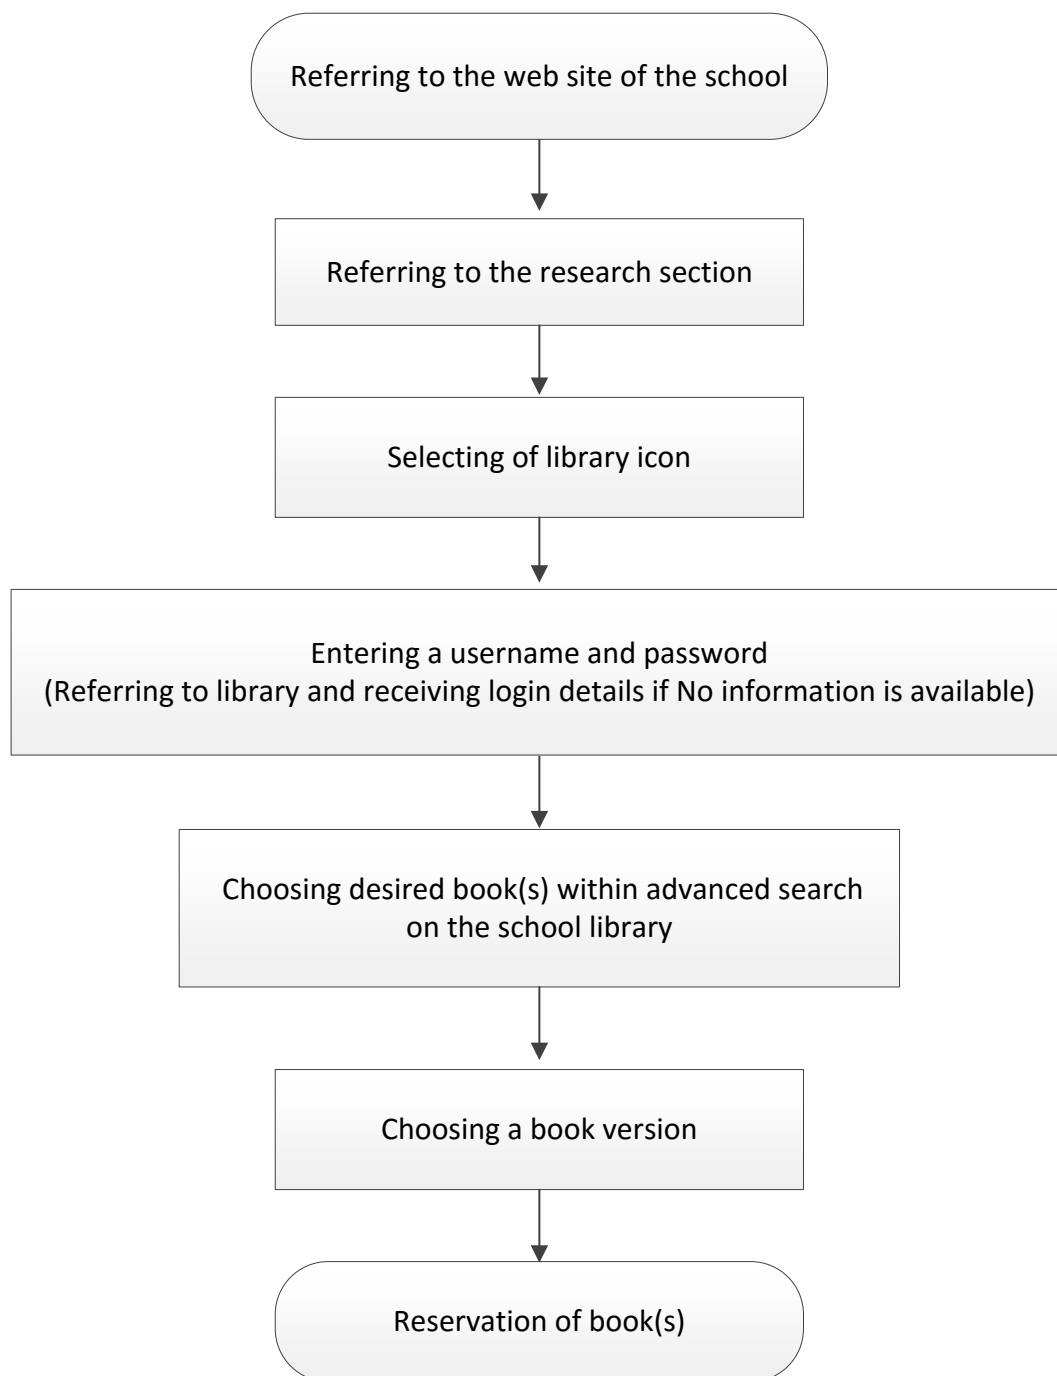 Referring to the web site of the school
Referring to the research section
Selecting of library icon
Entering a username and password
(Referring to library and receiving login details if No information is available)
Choosing desired book(s) within advanced search
on the school library
Choosing a book version
Reservation of book(s)